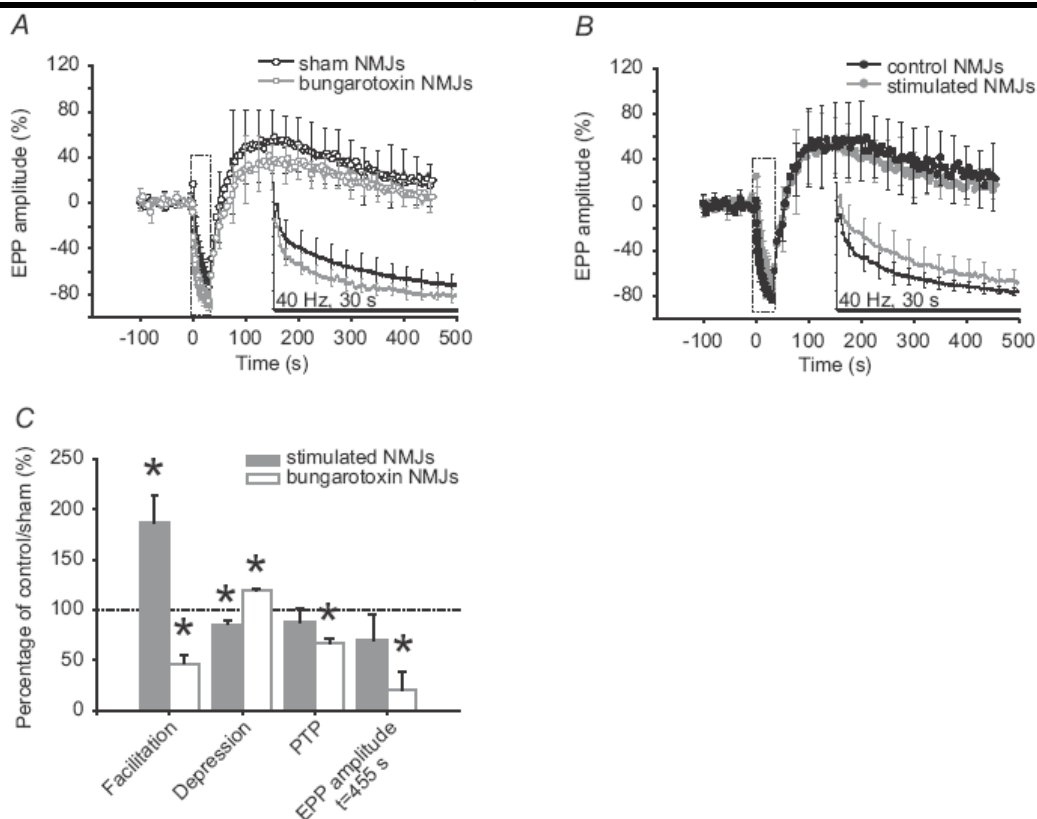 A
EPP amplitude (%)
120
80
40
0
-40
-80
sham NMJs
bungarotoxin NMJs
40 Hz, 30 s
-100 0 100 200 300 400 500
Time (s)
B
EPP amplitude (%)
120
80
40
0
-40
-80
control NMJs
stimulated NMJs
40 Hz, 30 s
-100 0 100 200 300 400 500
Time (s)
C
Percentage of control/sham (%)
250
200
150
100
50
0
stimulated NMJs
bungarotoxin NMJs
* * * * * *
Facilitation
Depression
PTP
EPP amplitude
t=455 s